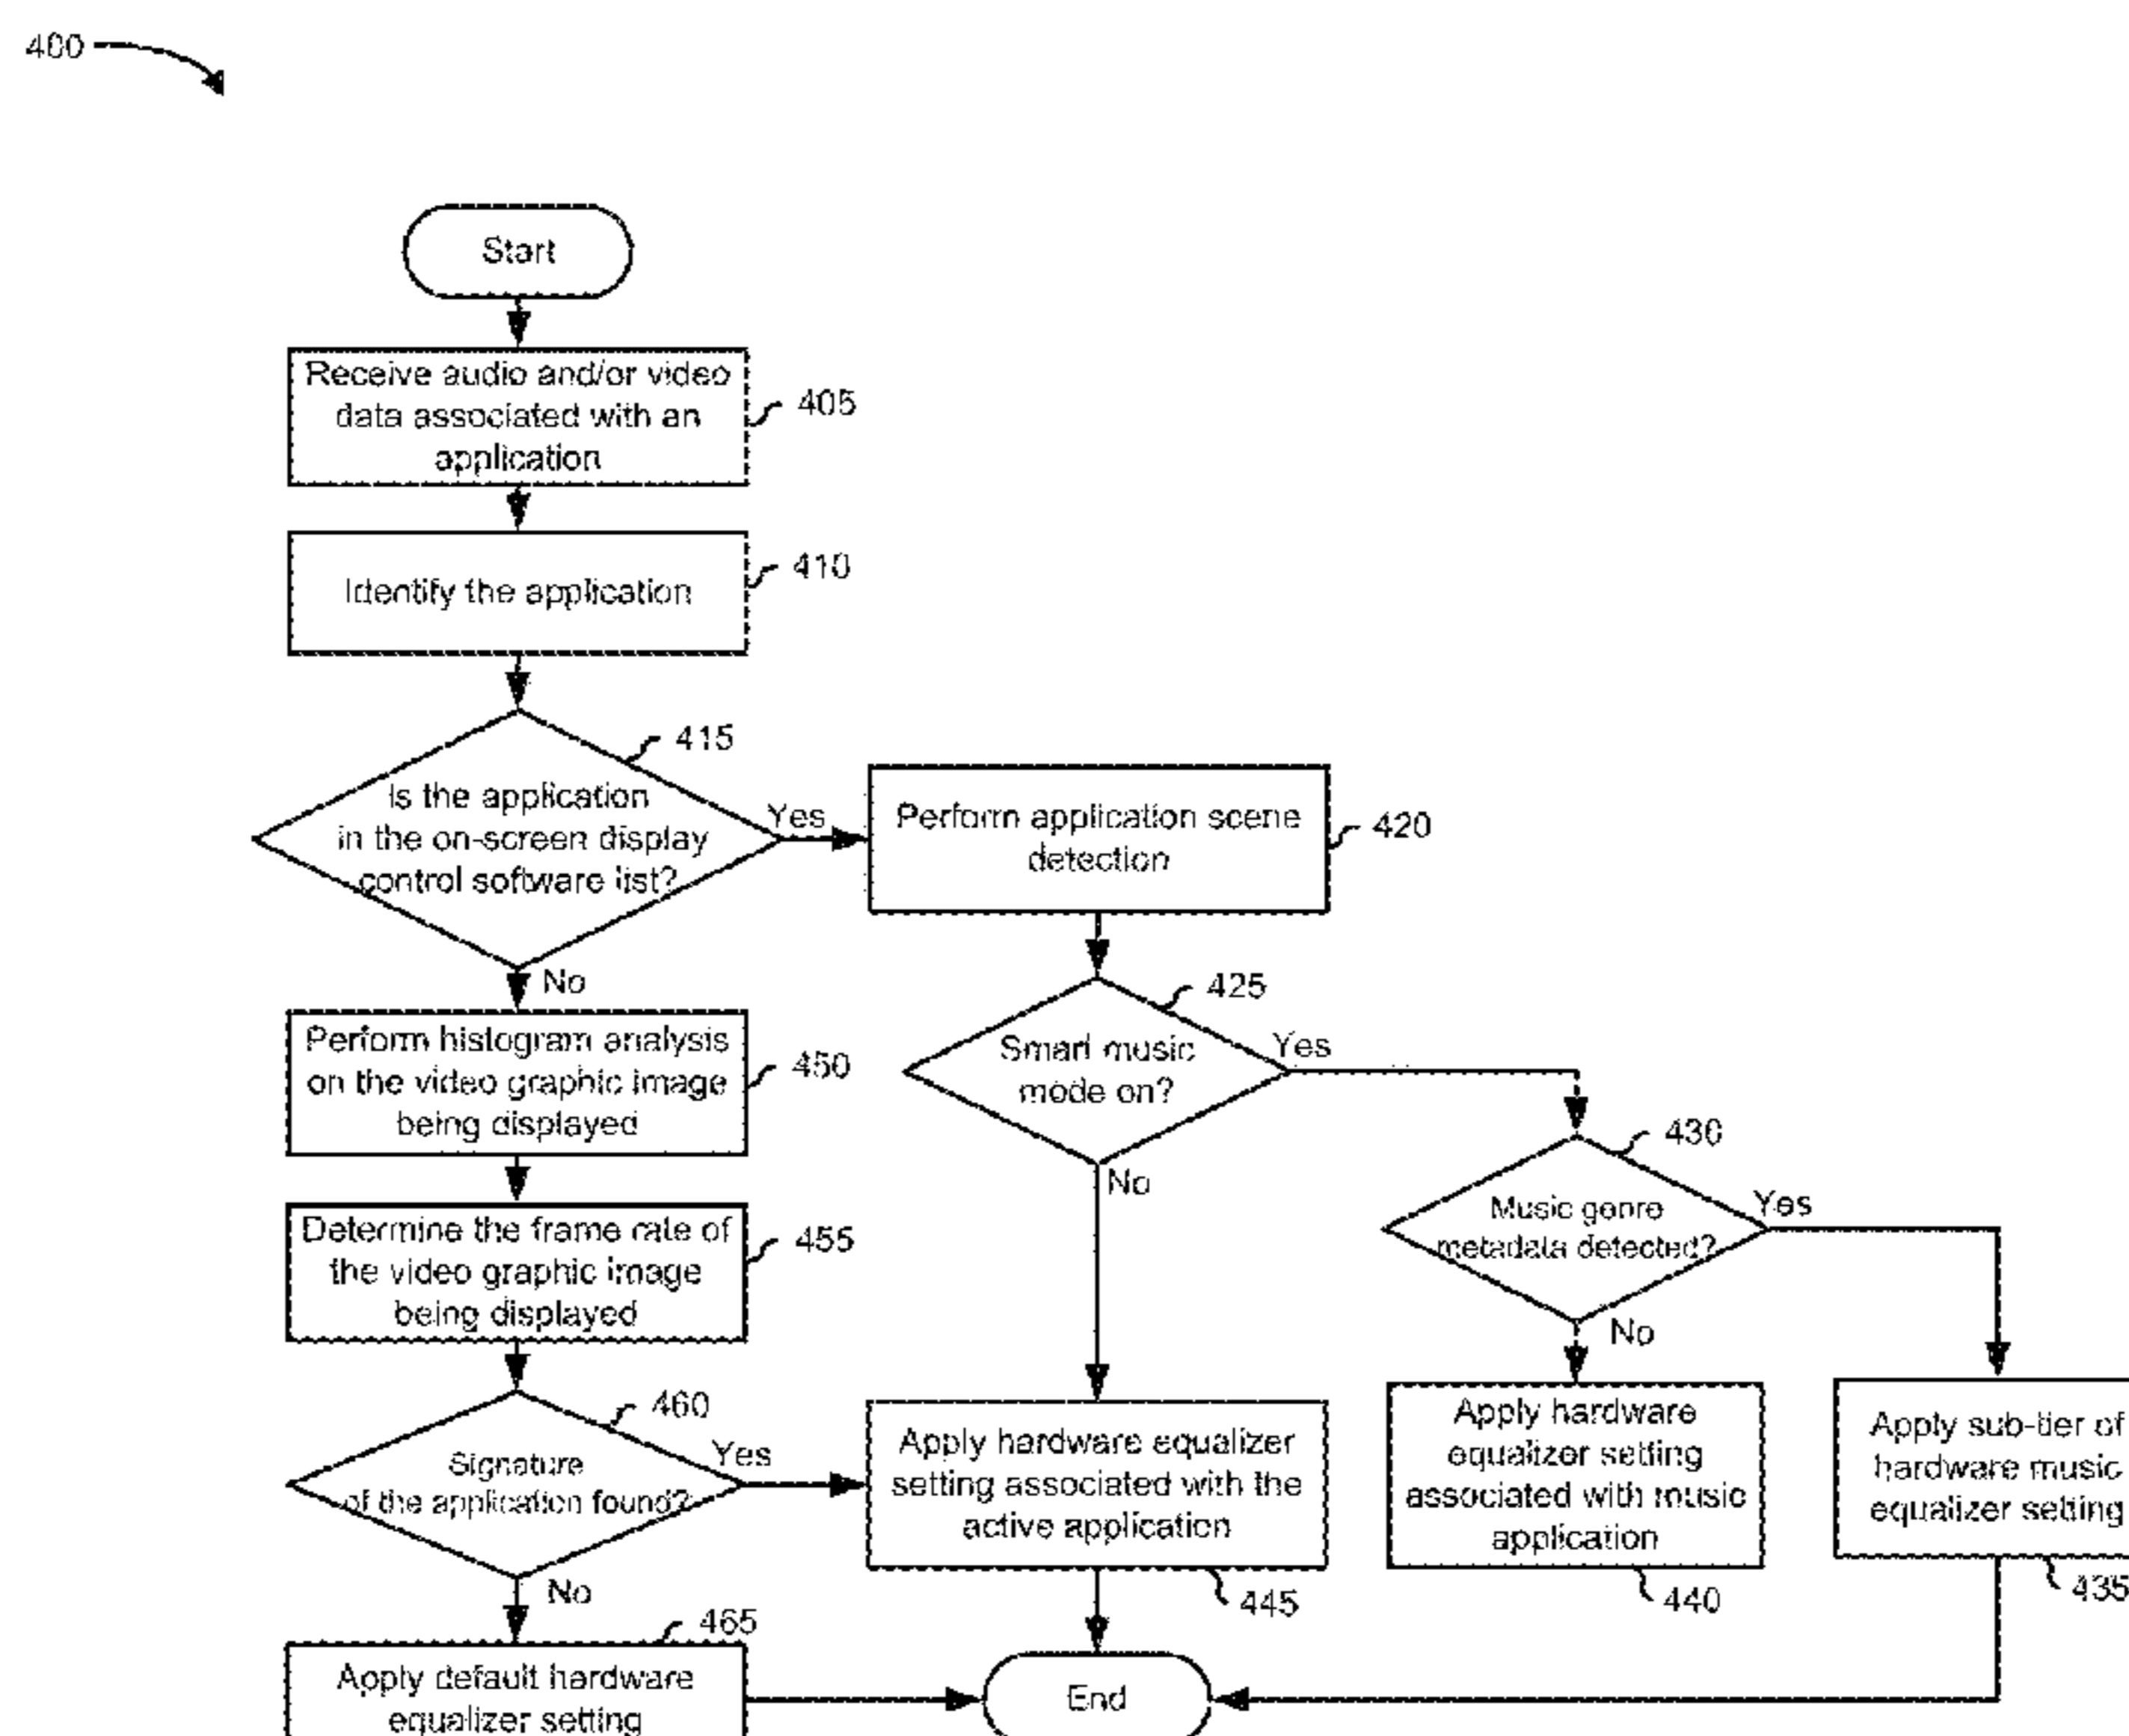 400
Start
Receive audio and/or video
data associated with an
application
405
Identify the application
410
415
Is the application
in the on-screen display
control software list?
Yes
No
Perform application scene
detection
420
425
Smart music
mode on?
Yes
No
430
Music genre
metadata detected?
Yes
No
Perform histogram analysis
on the video graphic image
being displayed
450
Determine the frame rate of
the video graphic image
being displayed
455
460
Signature
of the application found?
Yes
No
Apply hardware equalizer
setting associated with the
active application
445
Apply hardware
equalizer setting
associated with music
application
440
Apply sub-tier of
hardware music
equalizer setting
435
465
Apply default hardware
equalizer setting
End